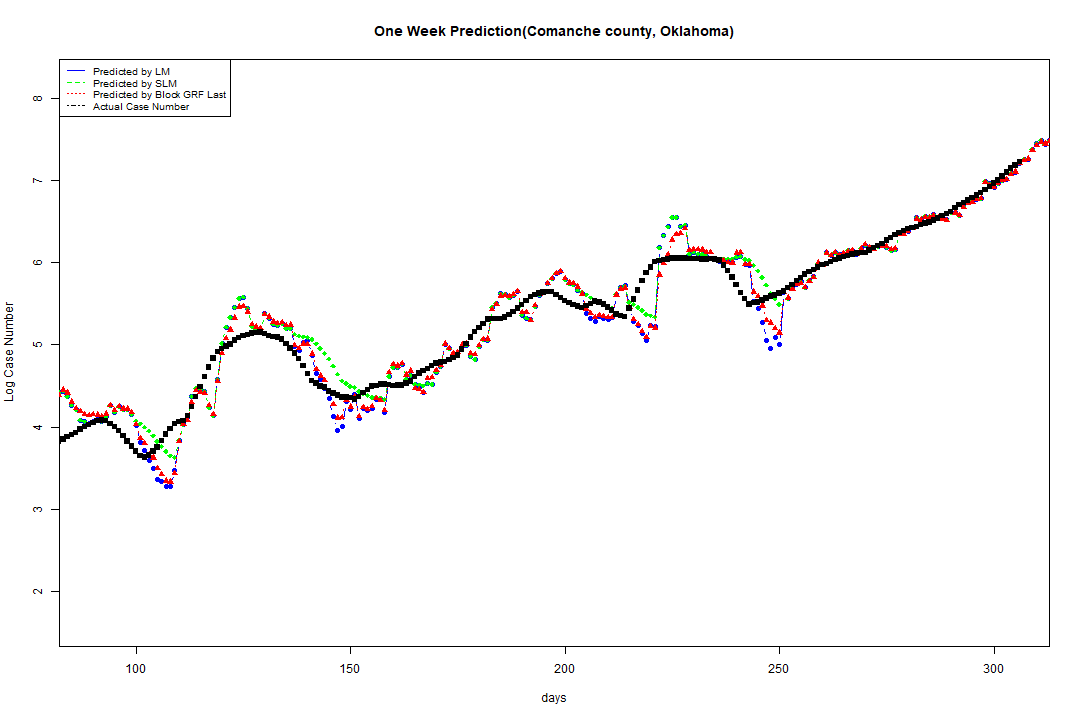 One Week Prediction(Comanche county, Oklahoma)
Predicted by LM
Predicted by SLM
Predicted by Block GRF Last
Actual Case Number
8
7
6
5
4
3
2
Log Case Number
100 150 200 250 300
days